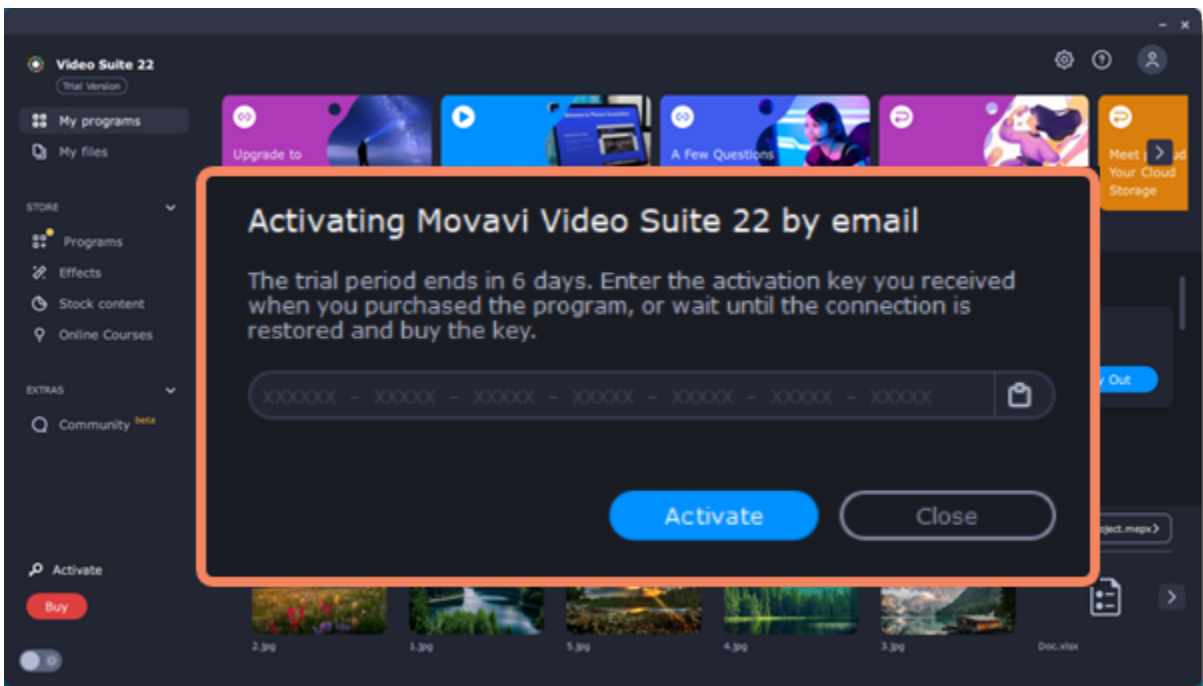 Video Suite 22
Trial Version
My programs
My files
STORE
Programs
Effects
Stock content
Online Courses
EXTRAS
Community beta
Activate
Buy
Upgrade to
A Few Questions
Meet
Your Cloud
Storage
Activating Movavi Video Suite 22 by email
The trial period ends in 6 days. Enter the activation key you received
when you purchased the program, or wait until the connection is
restored and buy the key.
XXXXXX - XXXXX - XXXXX - XXXXX - XXXXX - XXXXX - XXXXX
Activate
Close
Out
oject.mepx
2.jpg
1.jpg
5.jpg
4.jpg
3.jpg
Doc.xlsx